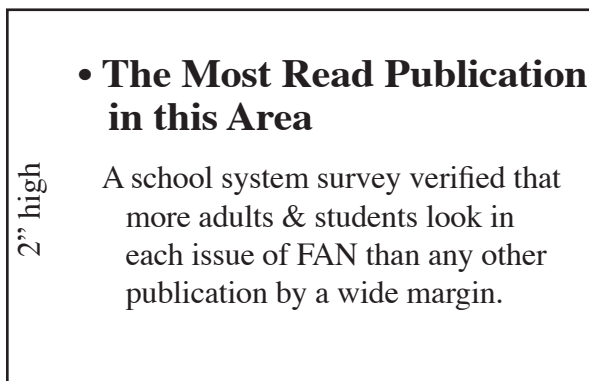 • The Most Read Publication
in this Area
A school system survey verified that
more adults & students look in
each issue of FAN than any other
publication by a wide margin.
2” high